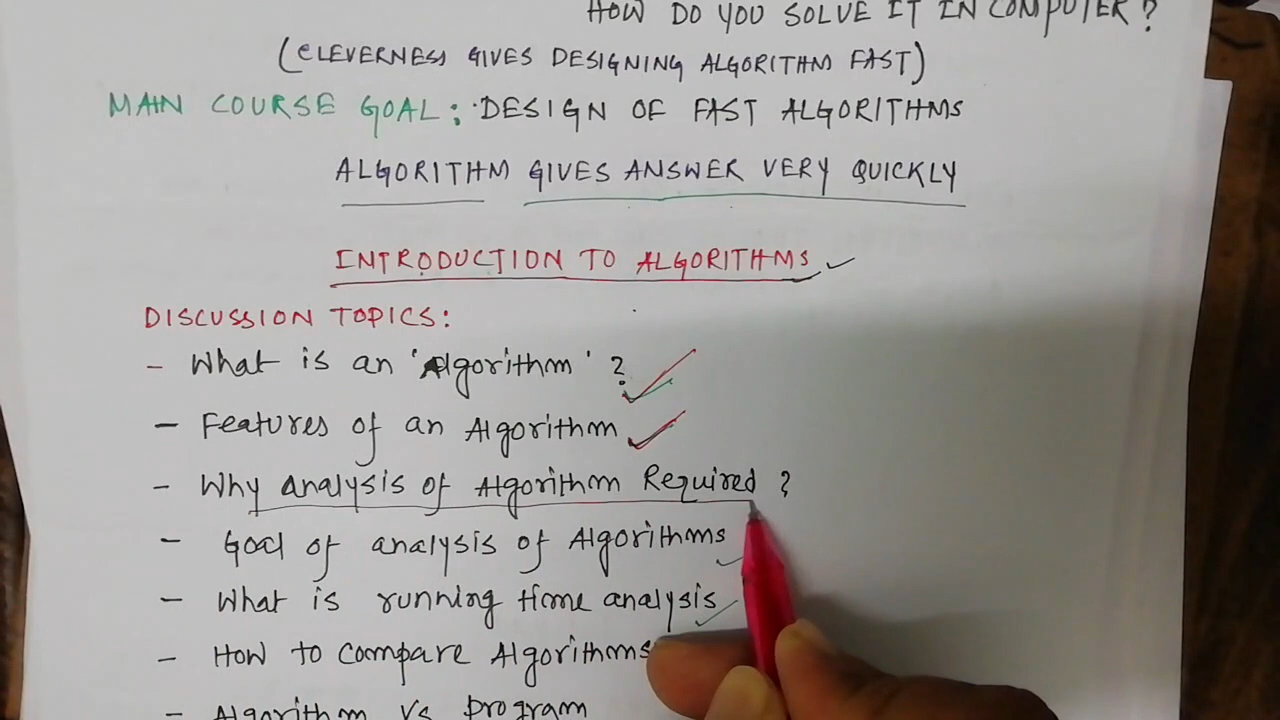 HOW DO YOU SOLVE IT IN COMPUTER ?
(CLEVERNESS GIVES DESIGNING ALGORITHM FAST)
MAIN COURSE GOAL: DESIGN OF FAST ALGORITHMS
ALGORITHM GIVES ANSWER VERY QUICKLY
INTRODUCTION TO ALGORITHMS
DISCUSSION TOPICS:
- What is an 'Algorithm' ?
- Features of an Algorithm
- Why analysis of Algorithm Required ?
- Goal of analysis of Algorithms
- What is running time analysis
- How to compare Algorithms
- Algorithm Vs program